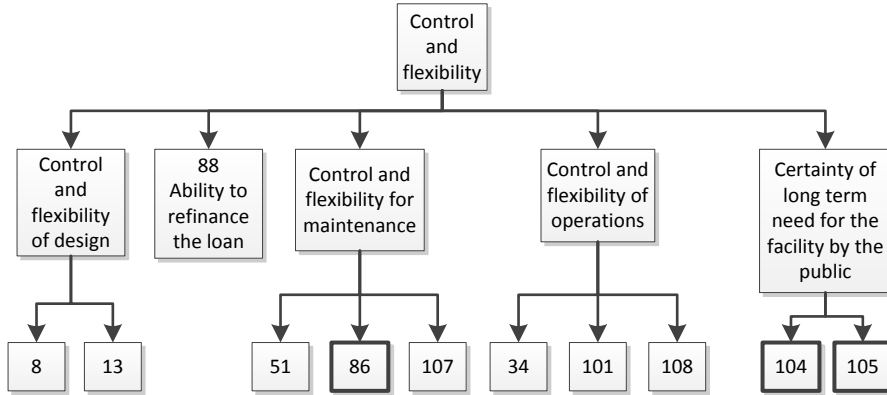 Control
and
flexibility
Control
and
flexibility
of design
88
Ability to
refinance
the loan
Control and
flexibility for
maintenance
Control and
flexibility of
operations
Certainty of
long term
need for the
facility by the
public
8
13
51
86
107
34
101
108
104
105